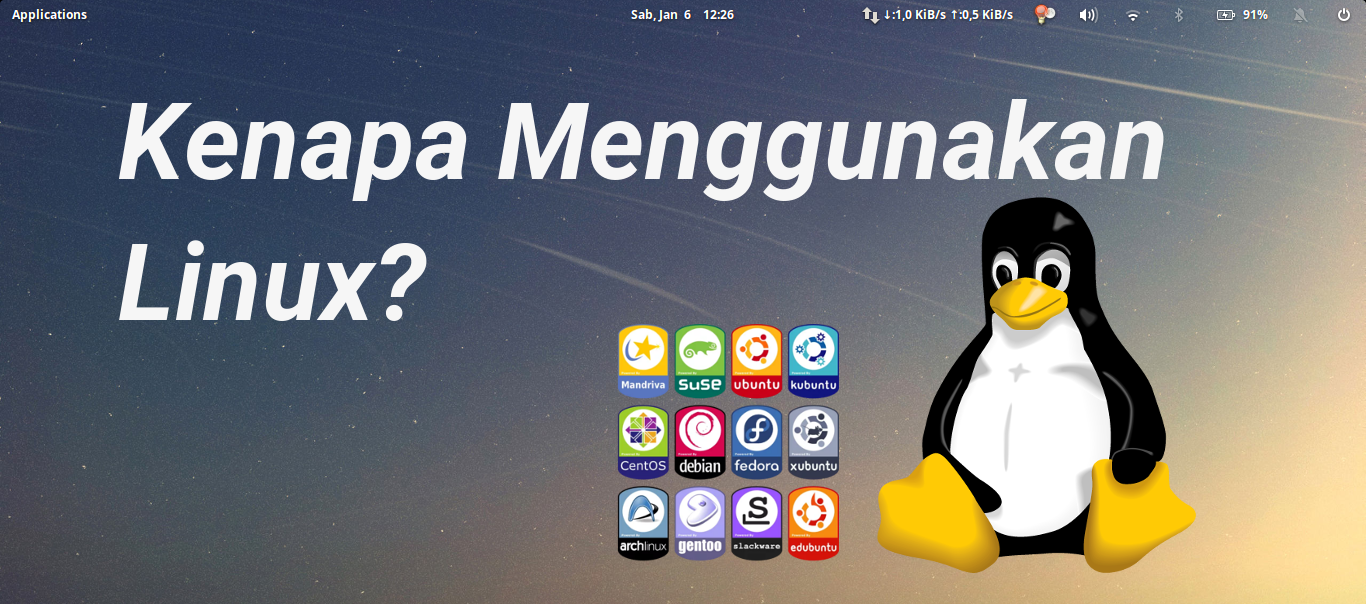 Applications
Sab, Jan 6 12:26
↓:1,0 KiB/s ↑:0,5 KiB/s
91%
Kenapa Menggunakan
Linux?
Mandriva
SUSE
ubuntu
kubuntu
CentOS
debian
fedora
xubuntu
archlinux
gentoo
slackware
edubuntu